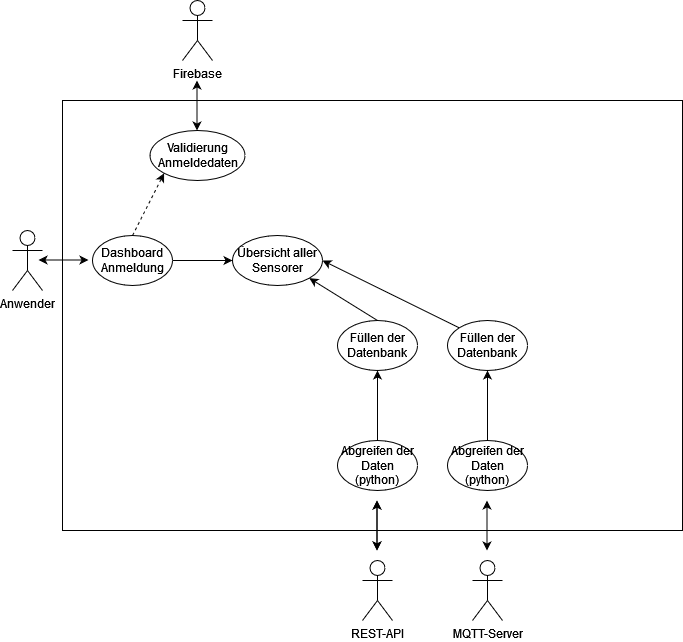 Firebase
Validierung
Anmeldedaten
Anwender
Dashboard
Anmeldung
Übersicht aller
Sensorer
Füllen der
Datenbank
Füllen der
Datenbank
Abgreifen der
Daten
(python)
Abgreifen der
Daten
(python)
REST-API
MQTT-Server